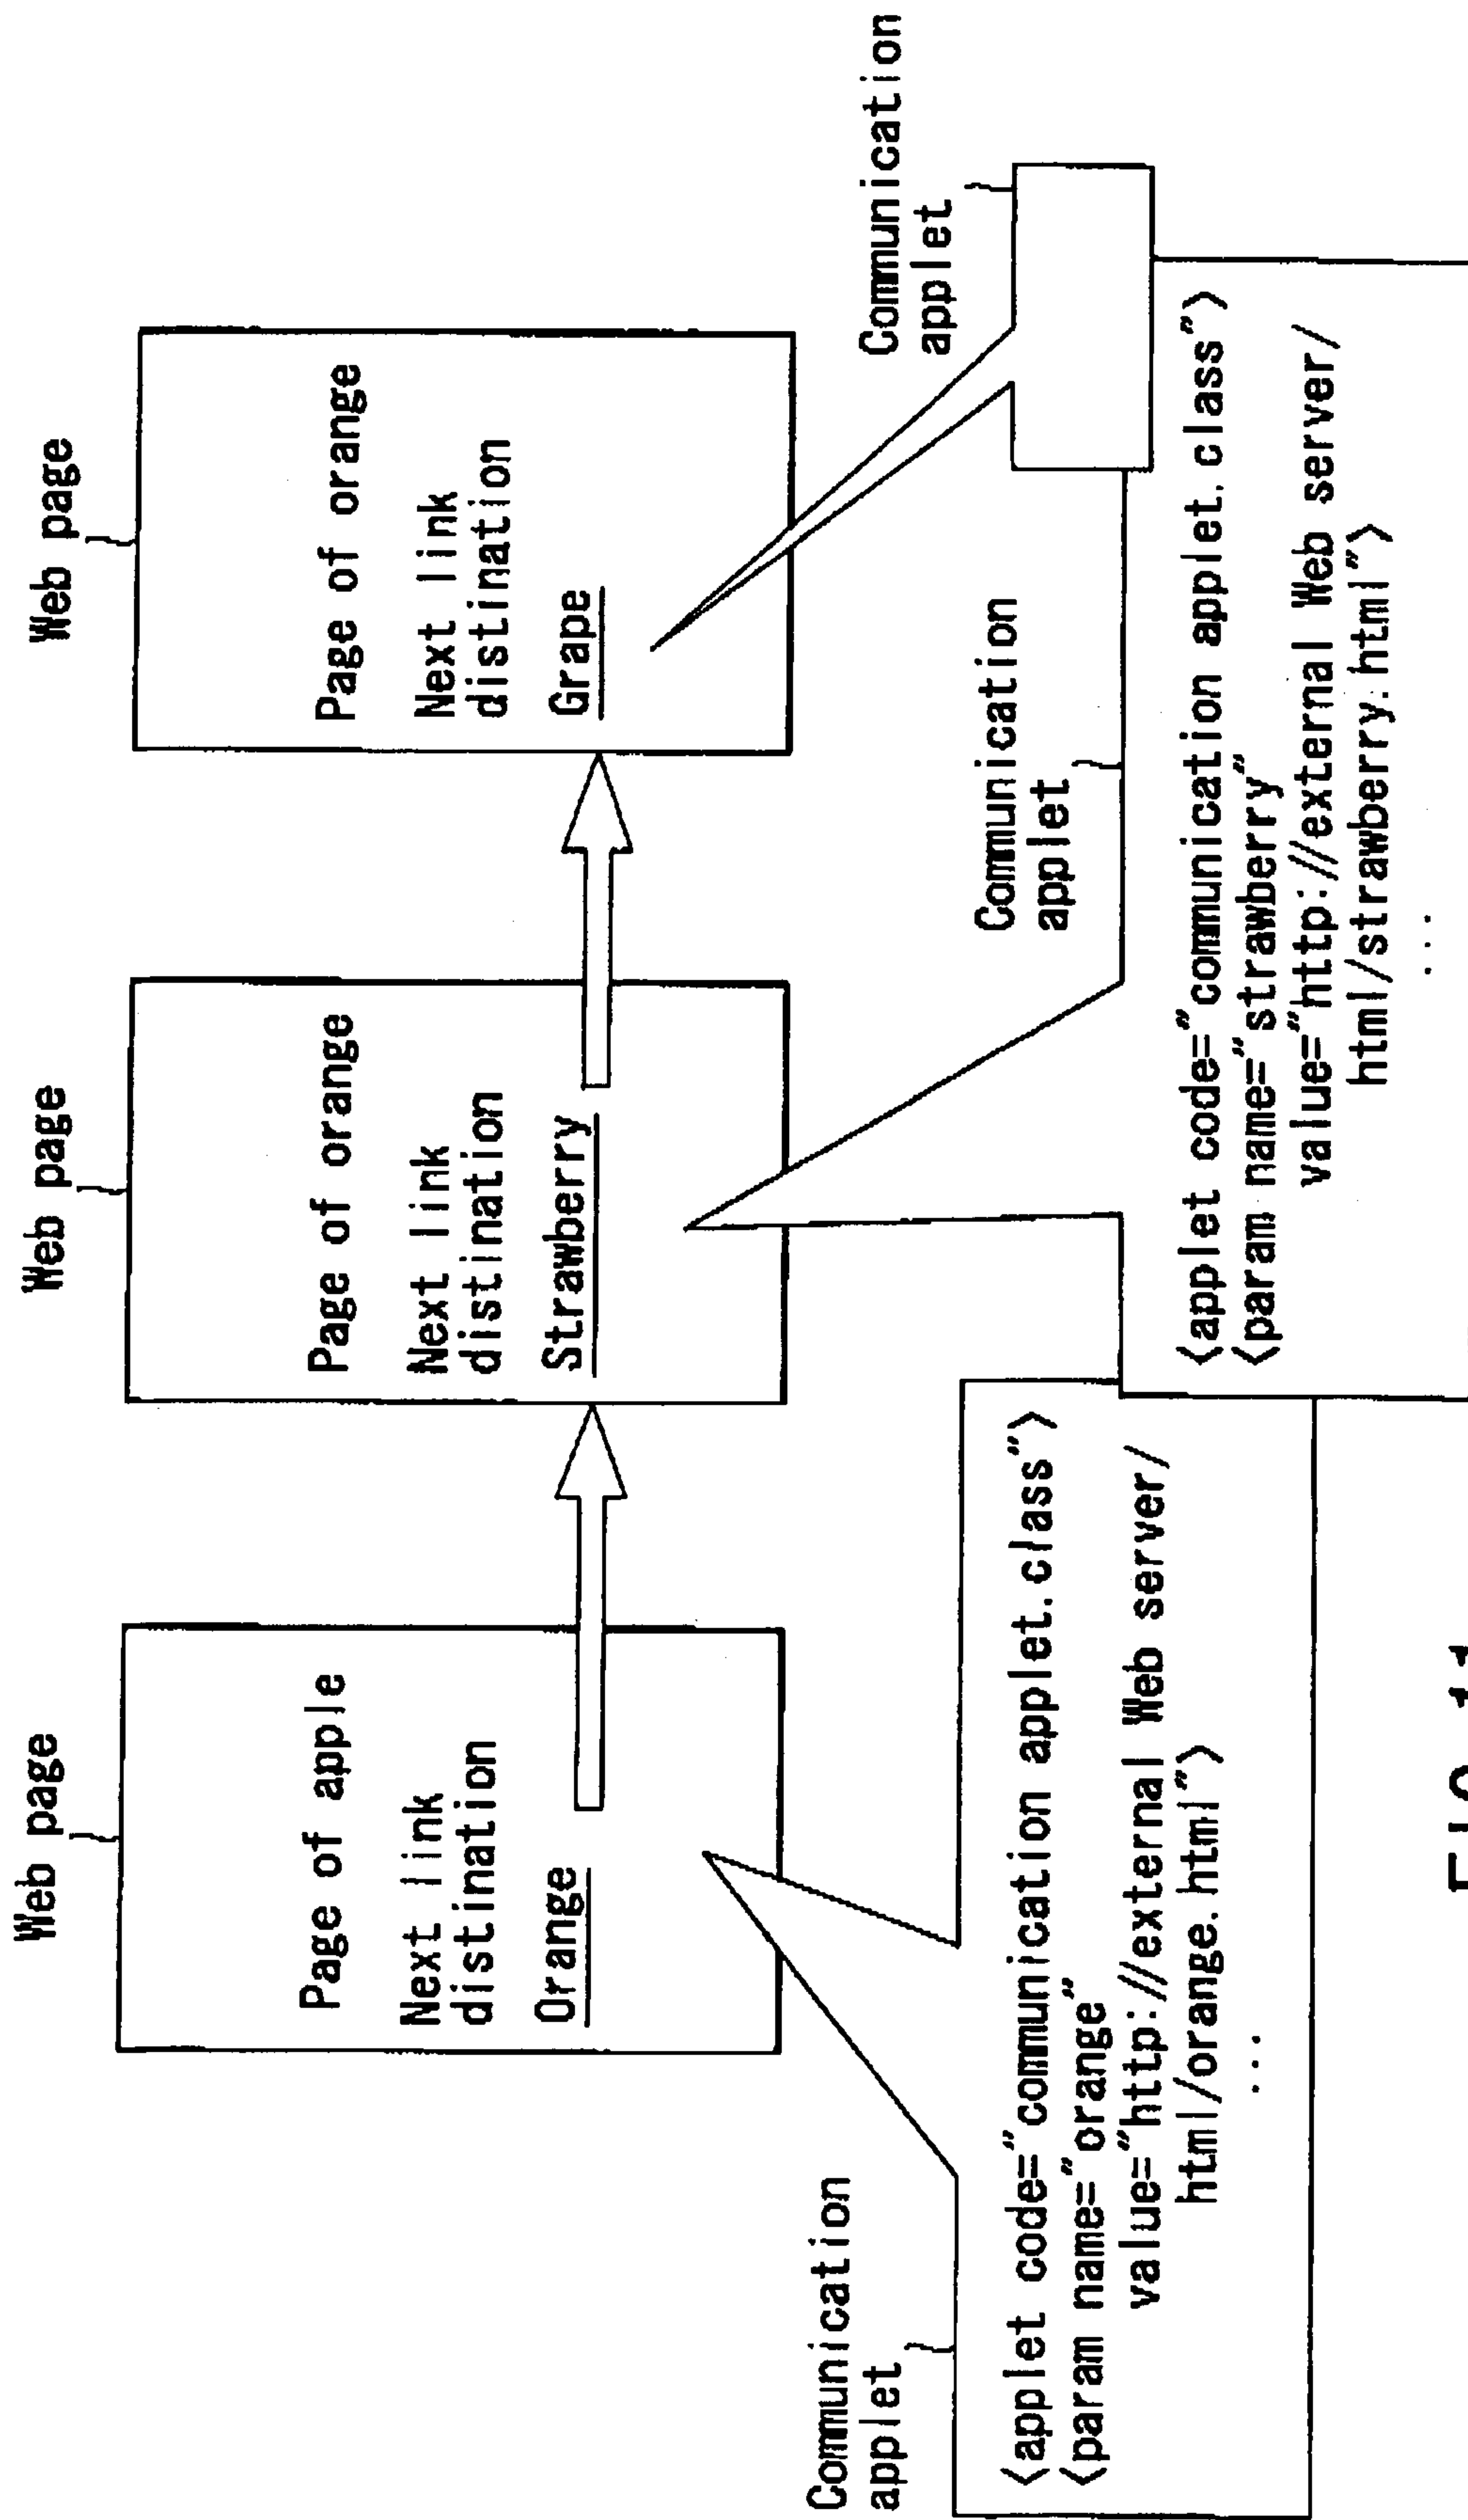 Web page
Page of apple
Next link
distination
Orange
Web page
Page of orange
Next link
distination
Strawberry
Web page
Page of orange
Next link
distination
Grape
Communication
applet
<applet code="communication applet.class">
<param name="orange"
value="http://external Web server/
html/orange.html">
...
Communication
applet
<applet code="communication applet.class">
<param name="strawberry"
value="http://external Web server/
html/strawberry.html">
...
Communication
applet